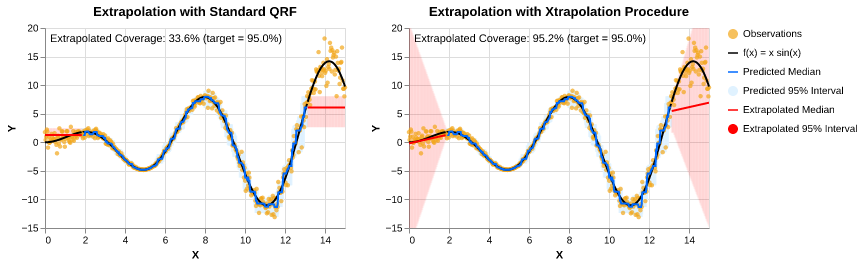 Extrapolation with Standard QRF
Extrapolated Coverage: 33.6% (target = 95.0%)
20
15
10
5
0
−5
−10
−15
Y
0 2 4 6 8 10 12 14
X
Extrapolation with Xtrapolation Procedure
Extrapolated Coverage: 95.2% (target = 95.0%)
20
15
10
5
0
−5
−10
−15
Y
0 2 4 6 8 10 12 14
X
Observations
f(x) = x sin(x)
Predicted Median
Predicted 95% Interval
Extrapolated Median
Extrapolated 95% Interval